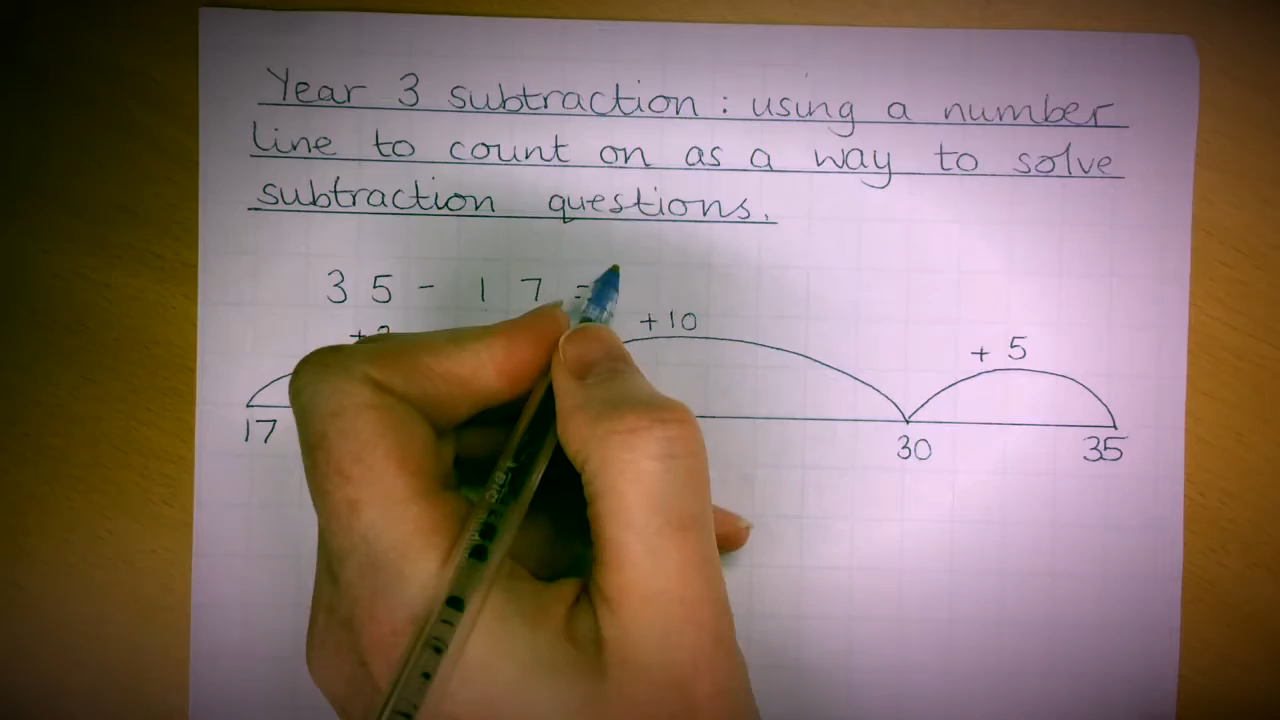 Year 3 subtraction : using a number
line to count on as a way to solve
subtraction questions.
35 - 17 =
+10
+ 5
17 30 35